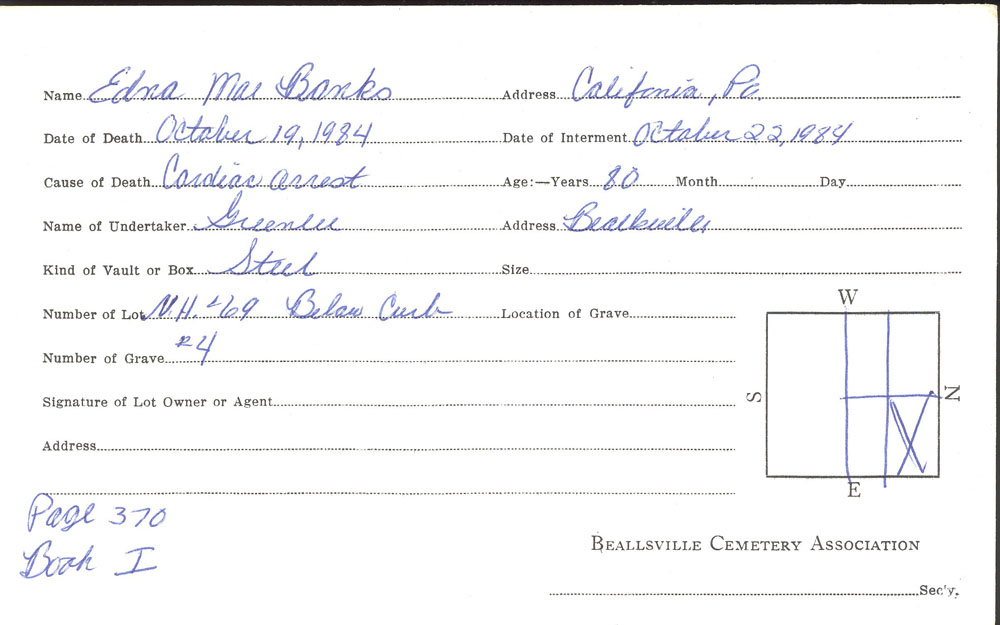 Name Edna Mae Banks Address California, Pa.
Date of Death October 19, 1984 Date of Interment October 22, 1984
Cause of Death Cardiac arrest Age:—Years 80 Month Day
Name of Undertaker Greenlee Address Beallsville
Kind of Vault or Box Steel Size
Number of Lot N.H. #69 Below Curb Location of Grave
Number of Grave #4
Signature of Lot Owner or Agent
Address
W
S
N
E
Page 370
Book I
Beallsville Cemetery Association
Sec'y.